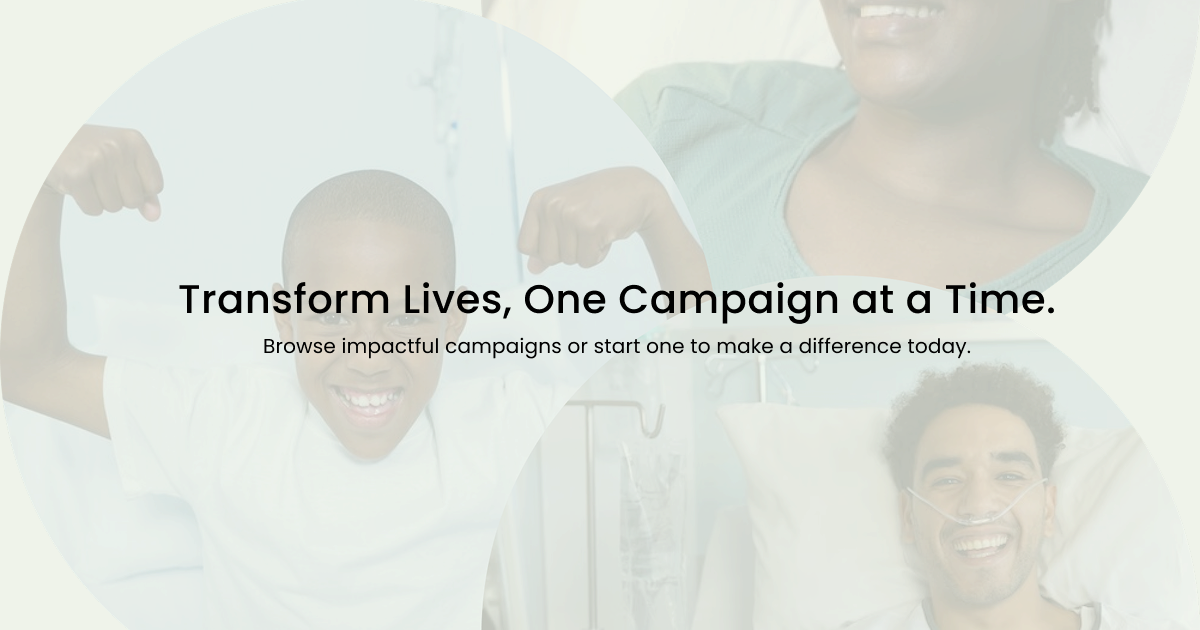 Transform Lives, One Campaign at a Time.
Browse impactful campaigns or start one to make a difference today.